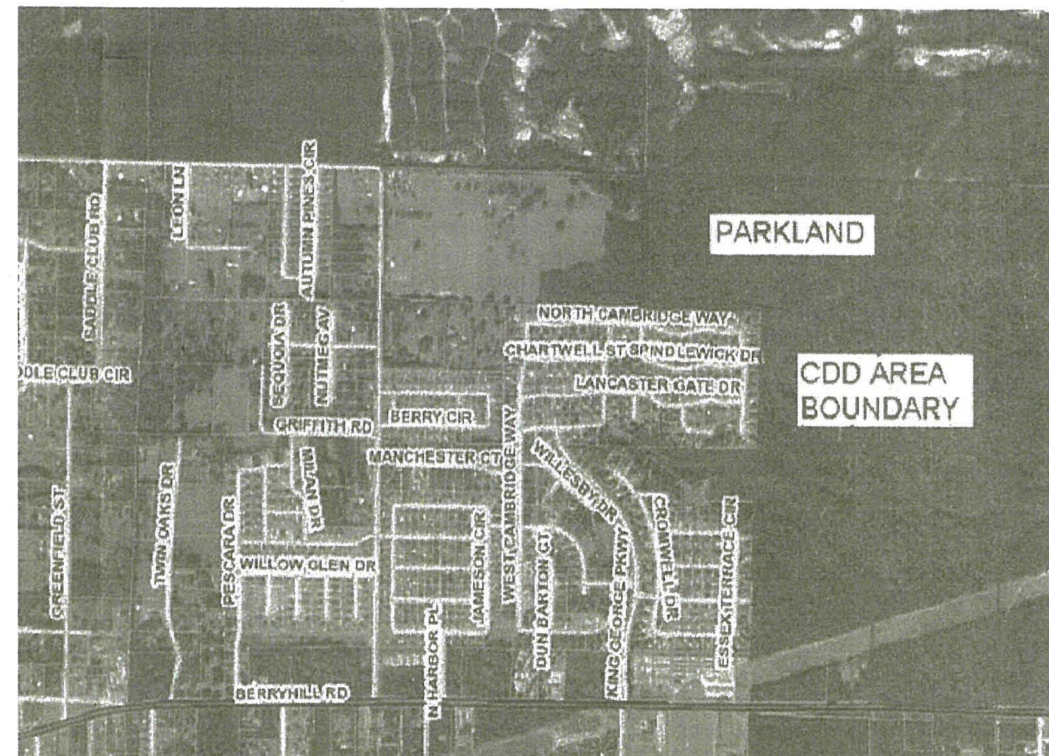 AUTUMN PINES CIR
LEON LN
SADDLE CLUB RD
PARKLAND
NORTH CAMBRIDGE WAY
SEQUOIA DR
NUTMEG AV
CHARTWELL ST SPINDLEWICK DR
DDLE CLUB CIR
LANCASTER GATE DR
CDD AREA
BOUNDARY
BERRY CIR
GRIFFITH RD
MANCHESTER CT
WEST CAMBRIDGE WAY
WILLESBY DR
MILAN DR
TWIN OAKS DR
PESCARA DR
GREENFIELD ST
CROMWELL DR
ESSEX TERRACE CIR
WILLOW GLEN DR
JAMESON CIR
DUN BARTON CT
KING GEORGE PKWY
N HARBOR PL
BERRYHILL RD